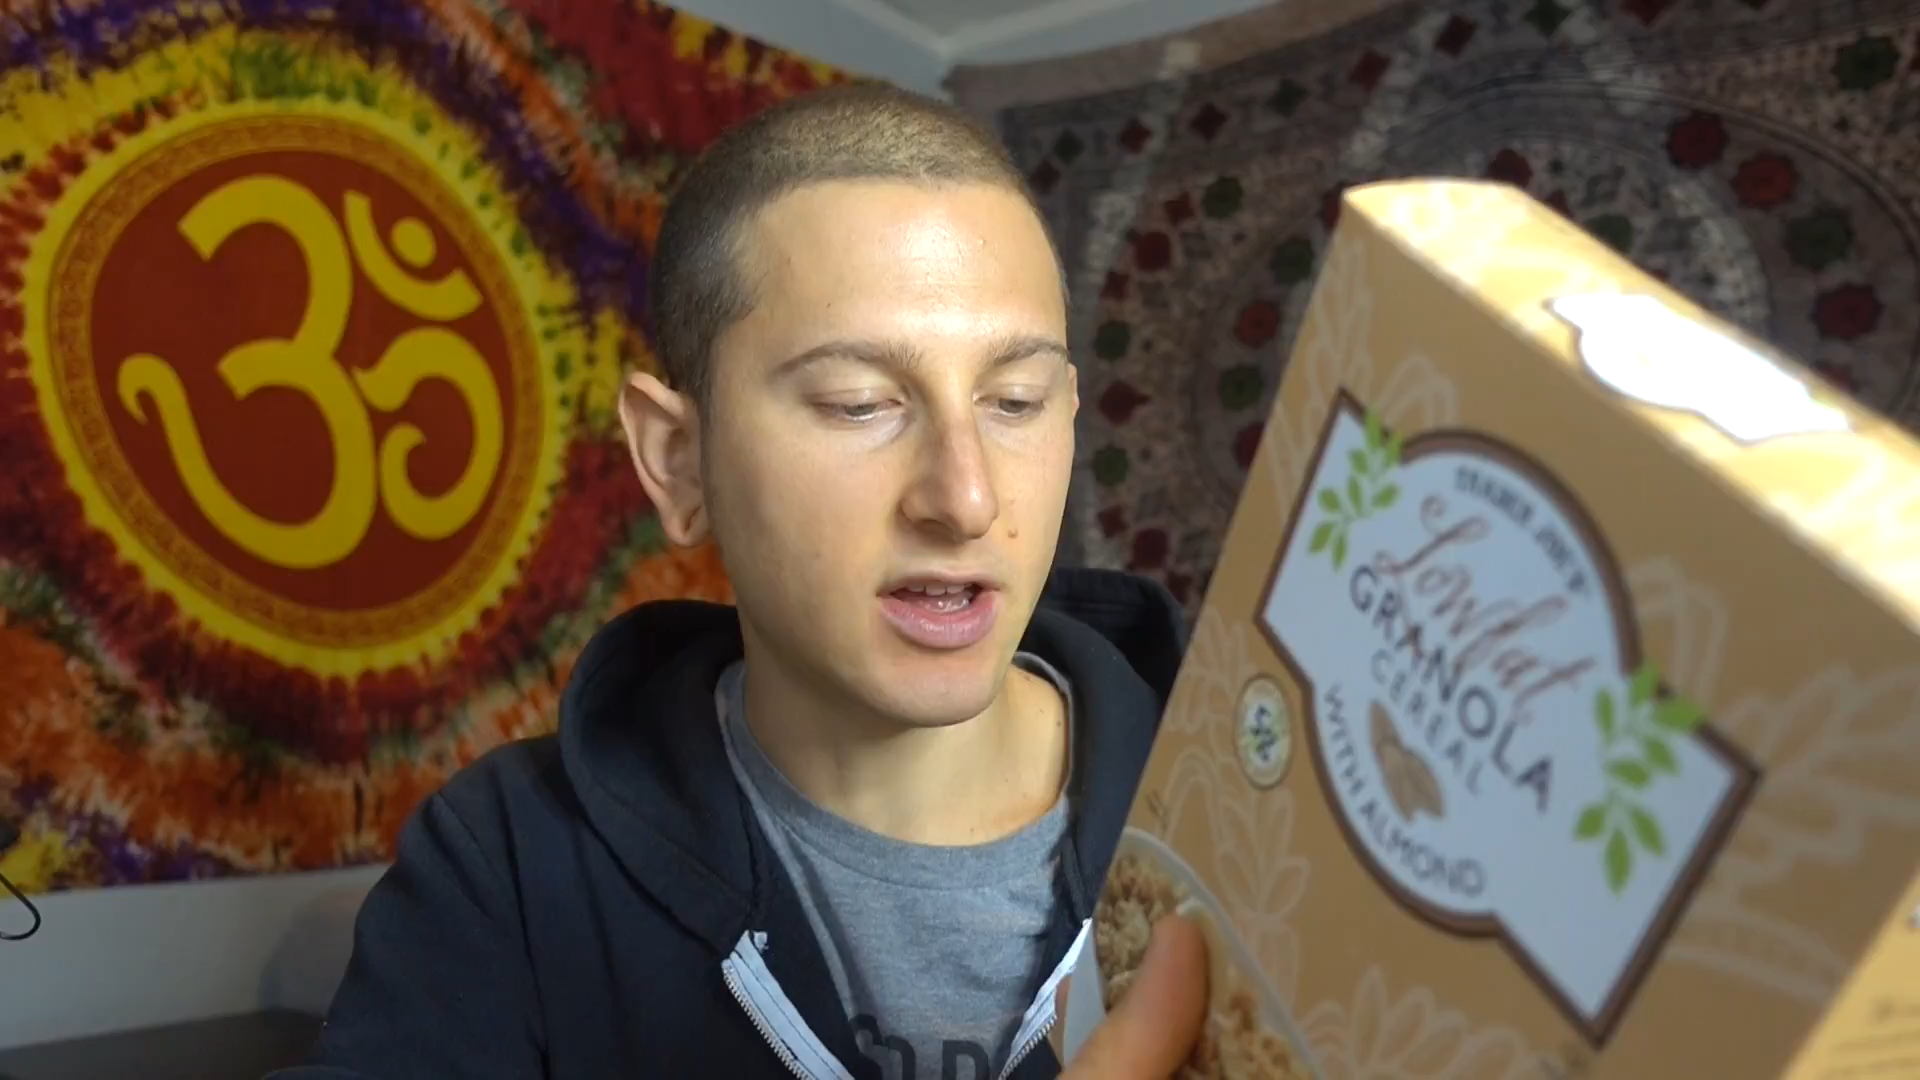 ॐ
TRADER JOE'S
Lowfat
GRANOLA
CEREAL
WITH ALMOND